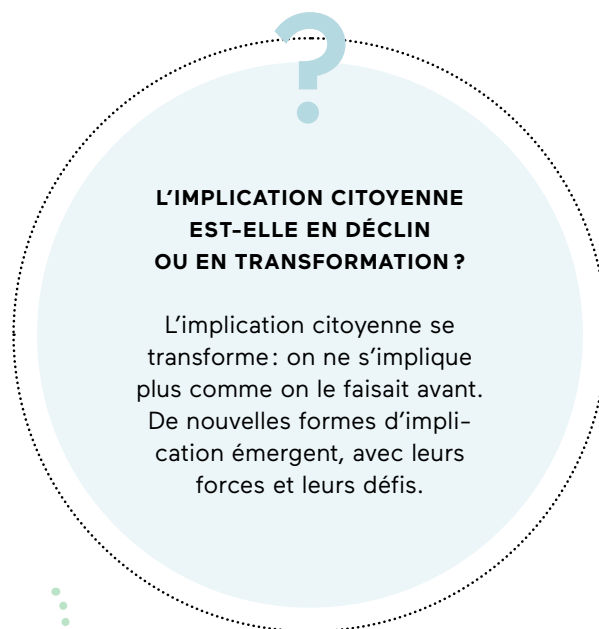 ?
L'IMPLICATION CITOYENNE
EST-ELLE EN DÉCLIN
OU EN TRANSFORMATION ?
L'implication citoyenne se
transforme : on ne s'implique
plus comme on le faisait avant.
De nouvelles formes d'impli-
cation émergent, avec leurs
forces et leurs défis.